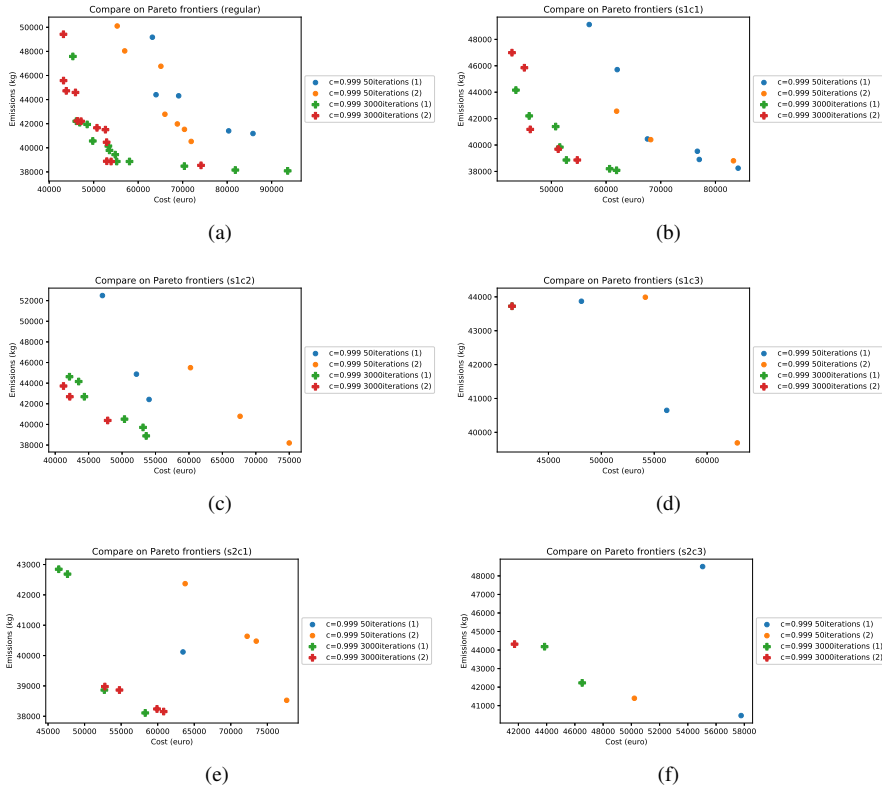 Compare on Pareto frontiers (regular)
50000
48000
46000
44000
42000
40000
38000
Emissions (kg)
40000 50000 60000 70000 80000 90000
Cost (euro)
c=0.999 50iterations (1)
c=0.999 50iterations (2)
c=0.999 3000iterations (1)
c=0.999 3000iterations (2)
(a)
Compare on Pareto frontiers (s1c1)
48000
46000
44000
42000
40000
38000
Emissions (kg)
50000 60000 70000 80000
Cost (euro)
c=0.999 50iterations (1)
c=0.999 50iterations (2)
c=0.999 3000iterations (1)
c=0.999 3000iterations (2)
(b)
Compare on Pareto frontiers (s1c2)
52000
50000
48000
46000
44000
42000
40000
38000
Emissions (kg)
40000 45000 50000 55000 60000 65000 70000 75000
Cost (euro)
c=0.999 50iterations (1)
c=0.999 50iterations (2)
c=0.999 3000iterations (1)
c=0.999 3000iterations (2)
(c)
Compare on Pareto frontiers (s1c3)
44000
43000
42000
41000
40000
Emissions (kg)
45000 50000 55000 60000
Cost (euro)
c=0.999 50iterations (1)
c=0.999 50iterations (2)
c=0.999 3000iterations (1)
c=0.999 3000iterations (2)
(d)
Compare on Pareto frontiers (s2c1)
43000
42000
41000
40000
39000
38000
Emissions (kg)
45000 50000 55000 60000 65000 70000 75000
Cost (euro)
c=0.999 50iterations (1)
c=0.999 50iterations (2)
c=0.999 3000iterations (1)
c=0.999 3000iterations (2)
(e)
Compare on Pareto frontiers (s2c3)
48000
47000
46000
45000
44000
43000
42000
41000
Emissions (kg)
42000 44000 46000 48000 50000 52000 54000 56000 58000
Cost (euro)
c=0.999 50iterations (1)
c=0.999 50iterations (2)
c=0.999 3000iterations (1)
c=0.999 3000iterations (2)
(f)